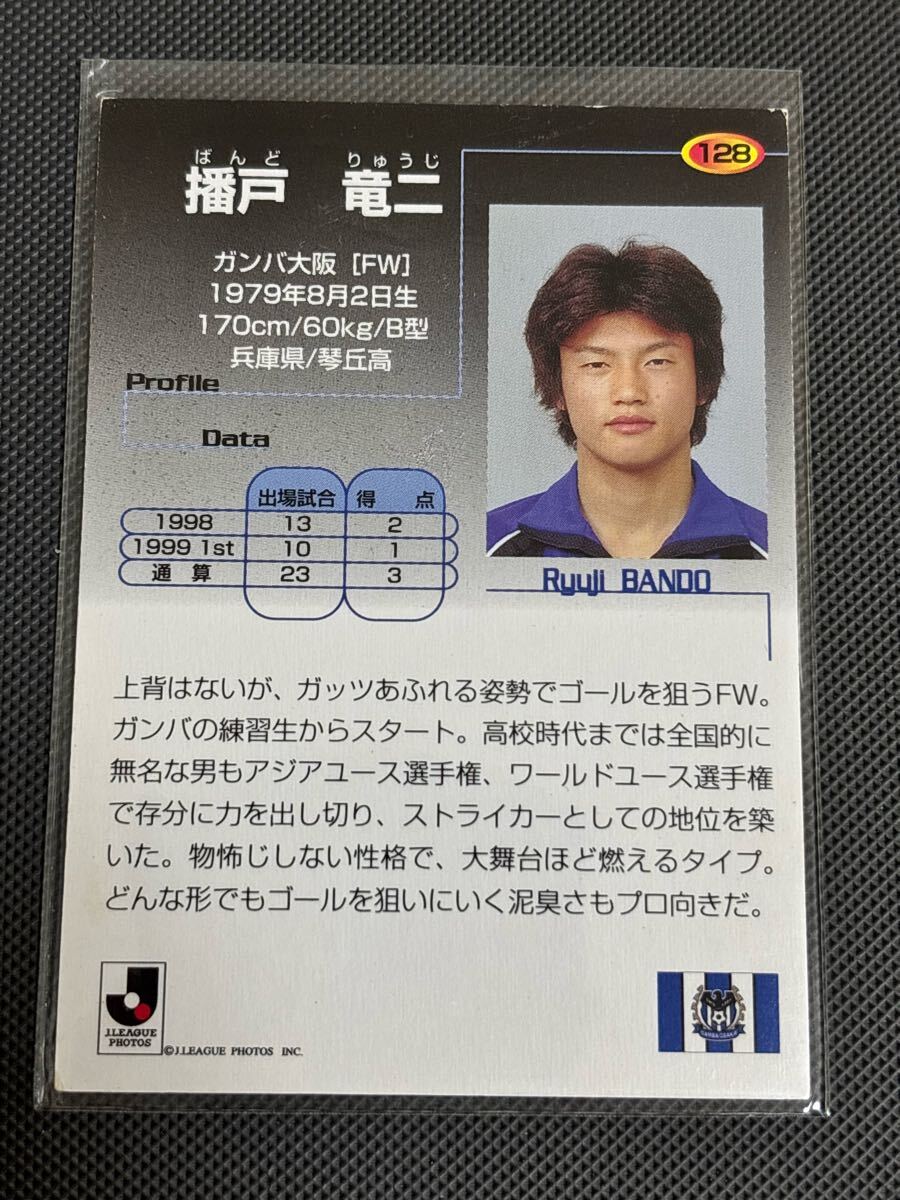 ばんど りゅうじ
播戸 竜二
128
ガンバ大阪 [FW]
1979年8月2日生
170cm/60kg/B型
兵庫県/琴丘高
Profile
Data
出場試合 得 点
1998 13 2
1999 1st 10 1
通 算 23 3
Ryuji BANDO
上背はないが、ガッツあふれる姿勢でゴールを狙うFW。
ガンバの練習生からスタート。高校時代までは全国的に
無名な男もアジアユース選手権、ワールドユース選手権
で存分に力を出し切り、ストライカーとしての地位を築
いた。物怖じしない性格で、大舞台ほど燃えるタイプ。
どんな形でもゴールを狙いにいく泥臭さもプロ向きだ。
J.LEAGUE
PHOTOS
©J.LEAGUE PHOTOS INC.
GAMBA OSAKA